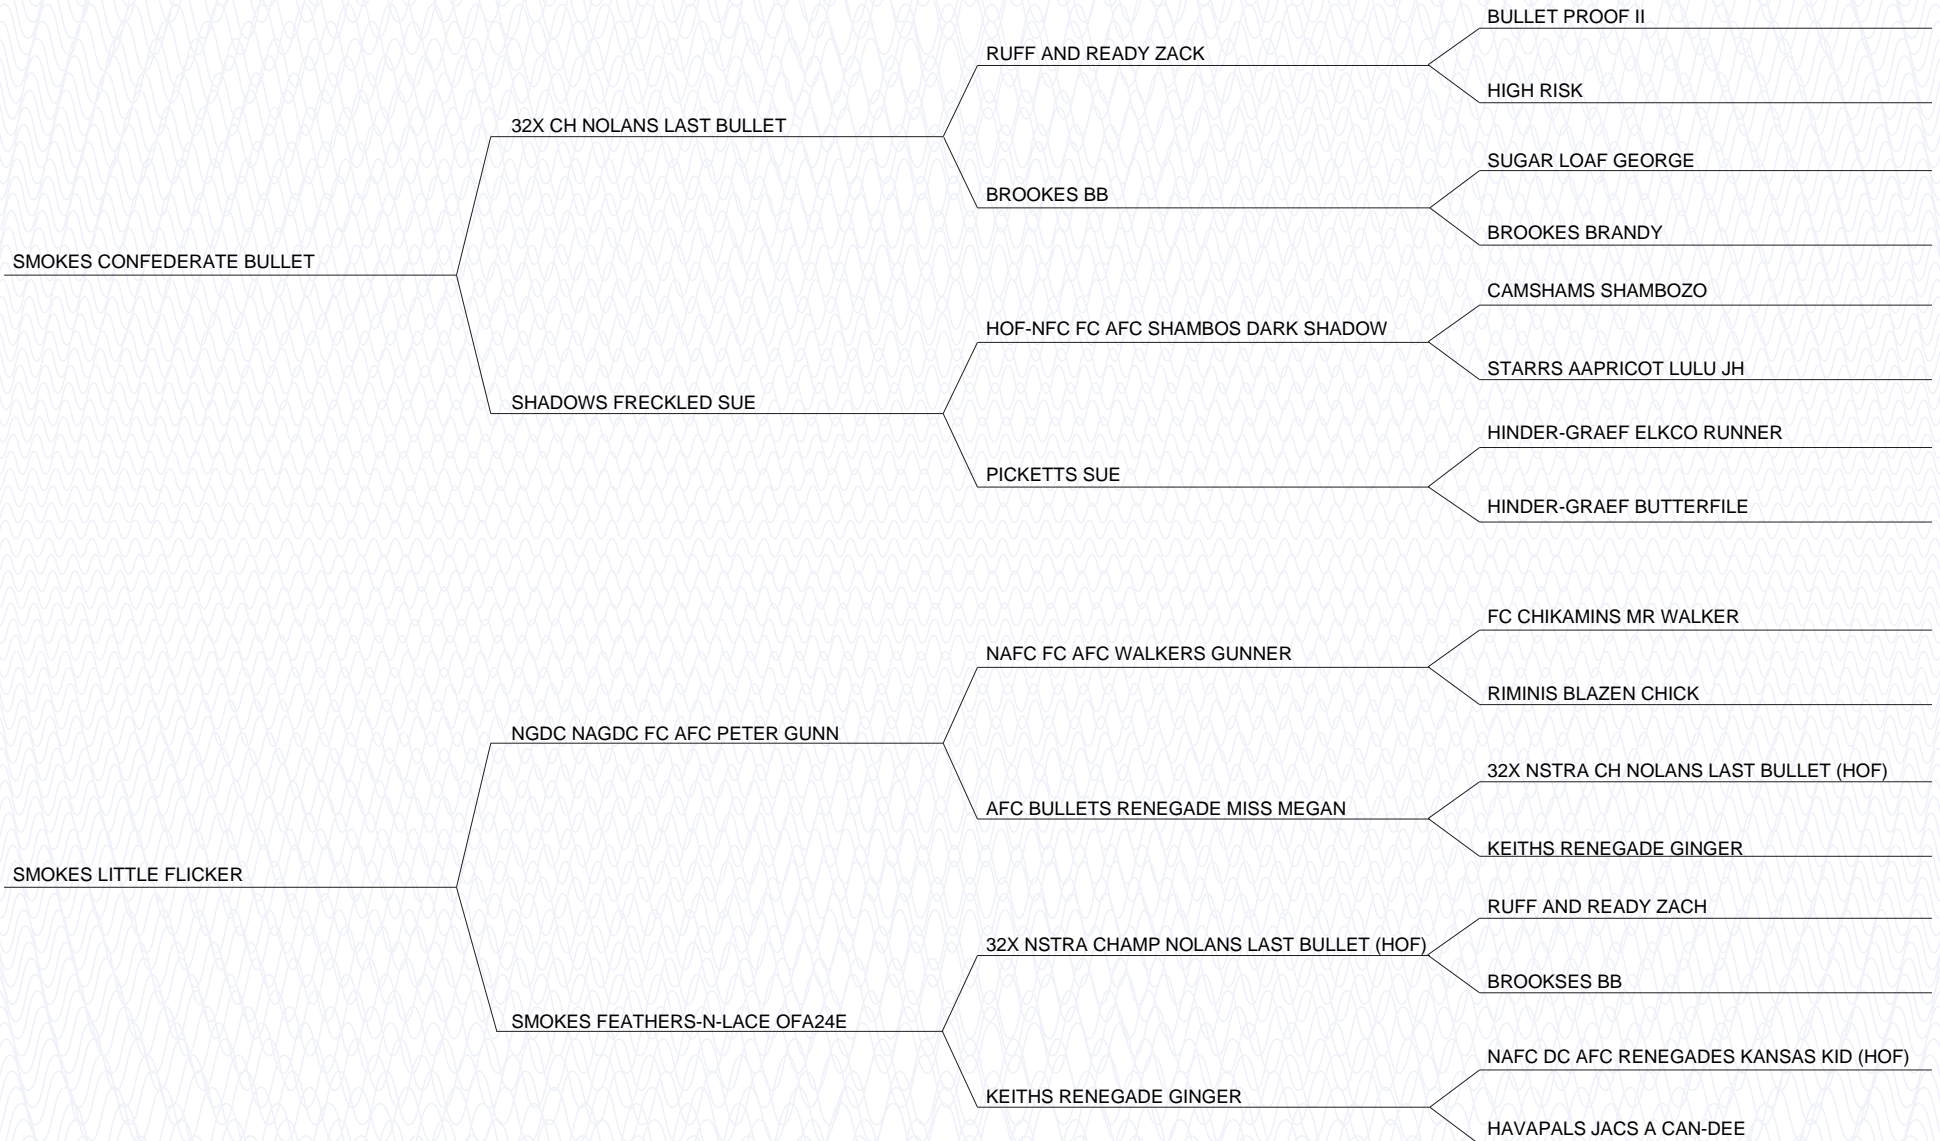 BULLET PROOF II
RUFF AND READY ZACK
HIGH RISK
32X CH NOLANS LAST BULLET
SUGAR LOAF GEORGE
BROOKES BB
BROOKES BRANDY
SMOKES CONFEDERATE BULLET
CAMSHAMS SHAMBOZO
HOF-NFC FC AFC SHAMBOS DARK SHADOW
STARRS AAPRICOT LULU JH
SHADOWS FRECKLED SUE
HINDER-GRAEF ELKCO RUNNER
PICKETTS SUE
HINDER-GRAEF BUTTERFILE
FC CHIKAMINS MR WALKER
NAFC FC AFC WALKERS GUNNER
RIMINIS BLAZEN CHICK
NGDC NAGDC FC AFC PETER GUNN
32X NSTRA CH NOLANS LAST BULLET (HOF)
AFC BULLETS RENEGADE MISS MEGAN
KEITHS RENEGADE GINGER
SMOKES LITTLE FLICKER
RUFF AND READY ZACH
32X NSTRA CHAMP NOLANS LAST BULLET (HOF)
BROOKSES BB
SMOKES FEATHERS-N-LACE OFA24E
NAFC DC AFC RENEGADES KANSAS KID (HOF)
KEITHS RENEGADE GINGER
HAVAPALS JACS A CAN-DEE